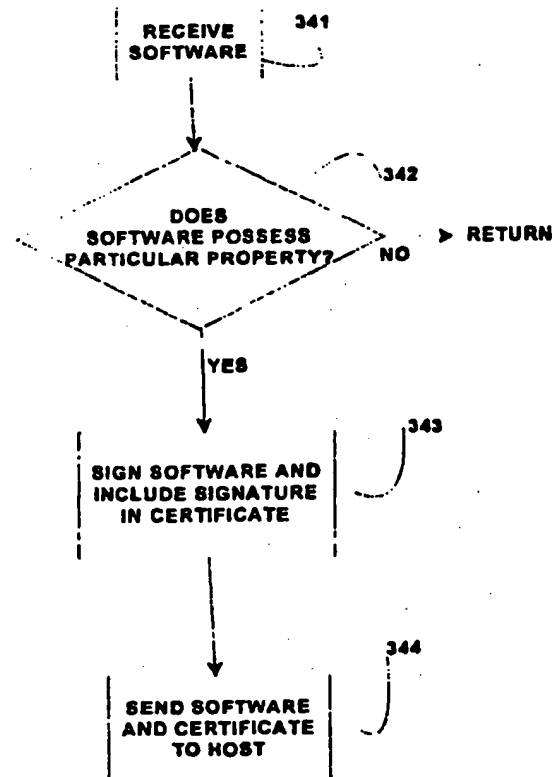 341
RECEIVE
SOFTWARE
342
DOES
SOFTWARE POSSESS
PARTICULAR PROPERTY?
NO
RETURN
YES
343
SIGN SOFTWARE AND
INCLUDE SIGNATURE
IN CERTIFICATE
344
SEND SOFTWARE
AND CERTIFICATE
TO HOST